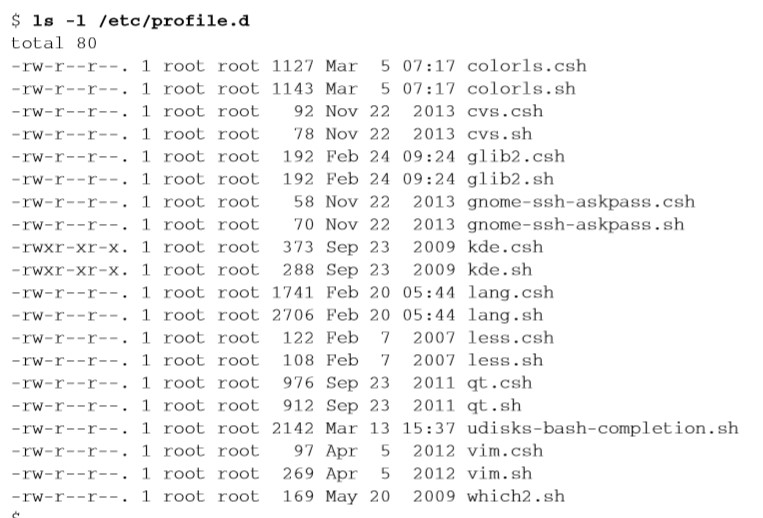 $ ls -l /etc/profile.d
total 80
-rw-r--r--. 1 root root 1127 Mar  5 07:17 colorls.csh
-rw-r--r--. 1 root root 1143 Mar  5 07:17 colorls.sh
-rw-r--r--. 1 root root   92 Nov 22  2013 cvs.csh
-rw-r--r--. 1 root root   78 Nov 22  2013 cvs.sh
-rw-r--r--. 1 root root  192 Feb 24 09:24 glib2.csh
-rw-r--r--. 1 root root  192 Feb 24 09:24 glib2.sh
-rw-r--r--. 1 root root   58 Nov 22  2013 gnome-ssh-askpass.csh
-rw-r--r--. 1 root root   70 Nov 22  2013 gnome-ssh-askpass.sh
-rwxr-xr-x. 1 root root  373 Sep 23  2009 kde.csh
-rwxr-xr-x. 1 root root  288 Sep 23  2009 kde.sh
-rw-r--r--. 1 root root 1741 Feb 20 05:44 lang.csh
-rw-r--r--. 1 root root 2706 Feb 20 05:44 lang.sh
-rw-r--r--. 1 root root  122 Feb  7  2007 less.csh
-rw-r--r--. 1 root root  108 Feb  7  2007 less.sh
-rw-r--r--. 1 root root  976 Sep 23  2011 qt.csh
-rw-r--r--. 1 root root  912 Sep 23  2011 qt.sh
-rw-r--r--. 1 root root 2142 Mar 13 15:37 udisks-bash-completion.sh
-rw-r--r--. 1 root root   97 Apr  5  2012 vim.csh
-rw-r--r--. 1 root root  269 Apr  5  2012 vim.sh
-rw-r--r--. 1 root root  169 May 20  2009 which2.sh
$